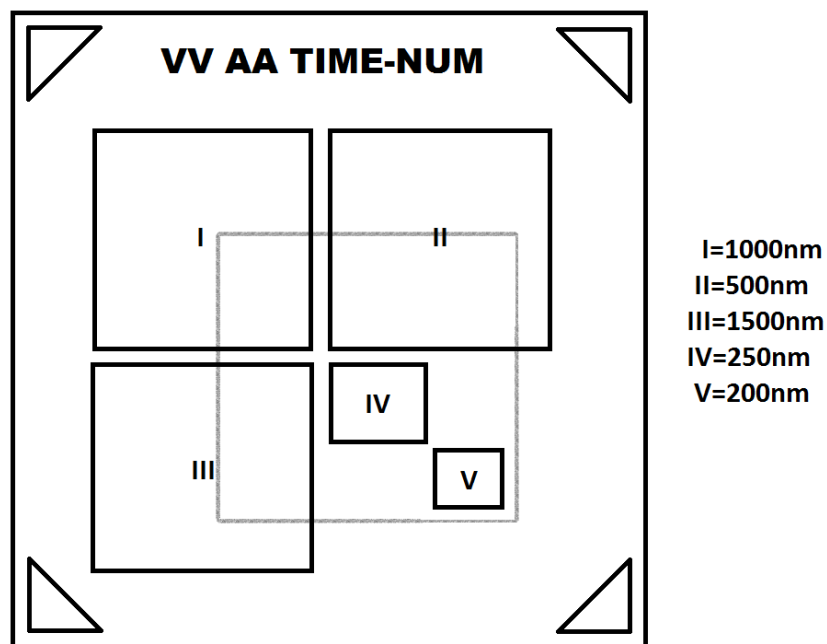 VV AA TIME-NUM
I
II
III
IV
V
I=1000nm
II=500nm
III=1500nm
IV=250nm
V=200nm